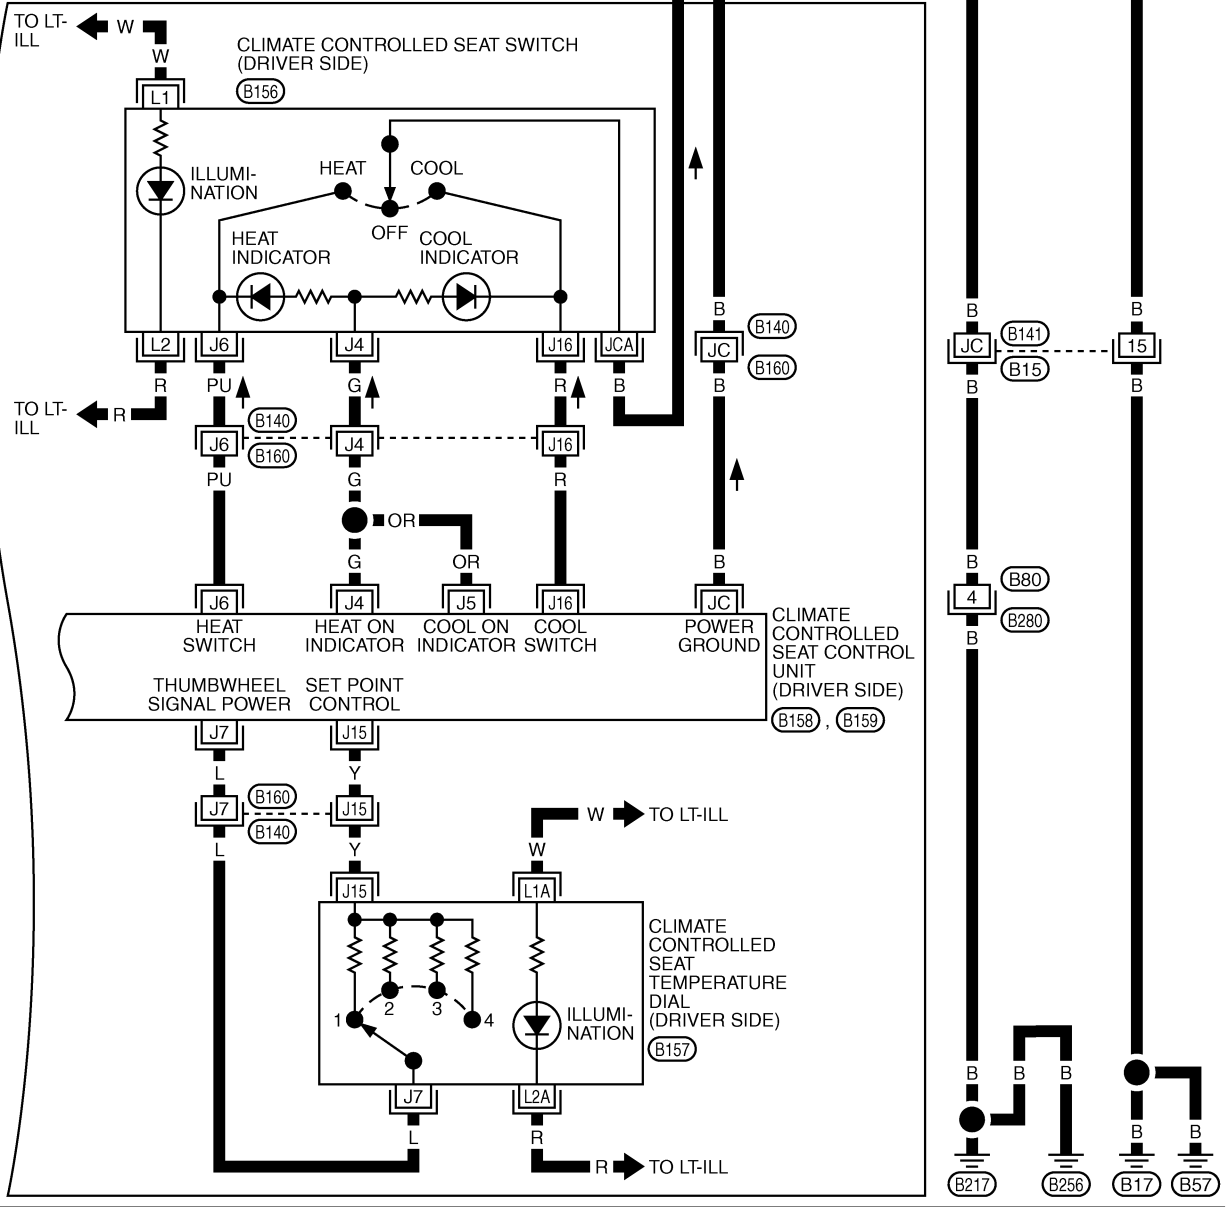 TO LT-
ILL
W
W
CLIMATE CONTROLLED SEAT SWITCH
(DRIVER SIDE)
B156
L1
ILLUMI-
NATION
HEAT
COOL
OFF
HEAT
INDICATOR
COOL
INDICATOR
L2
J6
J4
J16
JCA
B
JC
B140
B160
B
B
JC
B141
B15
B
B
15
B
R
PU
G
R
B
TO LT-
ILL
R
J6
B140
B160
J4
J16
PU
G
R
OR
G
OR
B
B
4
B80
B280
B
J6
J4
J5
J16
JC
HEAT
SWITCH
HEAT ON
INDICATOR
COOL ON
INDICATOR
COOL
SWITCH
POWER
GROUND
CLIMATE
CONTROLLED
SEAT CONTROL
UNIT
(DRIVER SIDE)
B158 , B159
THUMBWHEEL
SIGNAL POWER
SET POINT
CONTROL
J7
J15
L
Y
J7
B160
B140
J15
L
Y
W
TO LT-ILL
W
J15
L1A
1
2
3
4
ILLUMI-
NATION
CLIMATE
CONTROLLED
SEAT
TEMPERATURE
DIAL
(DRIVER SIDE)
B157
J7
L2A
L
R
R
TO LT-ILL
B
B
B
B
B
B217
B256
B17
B57